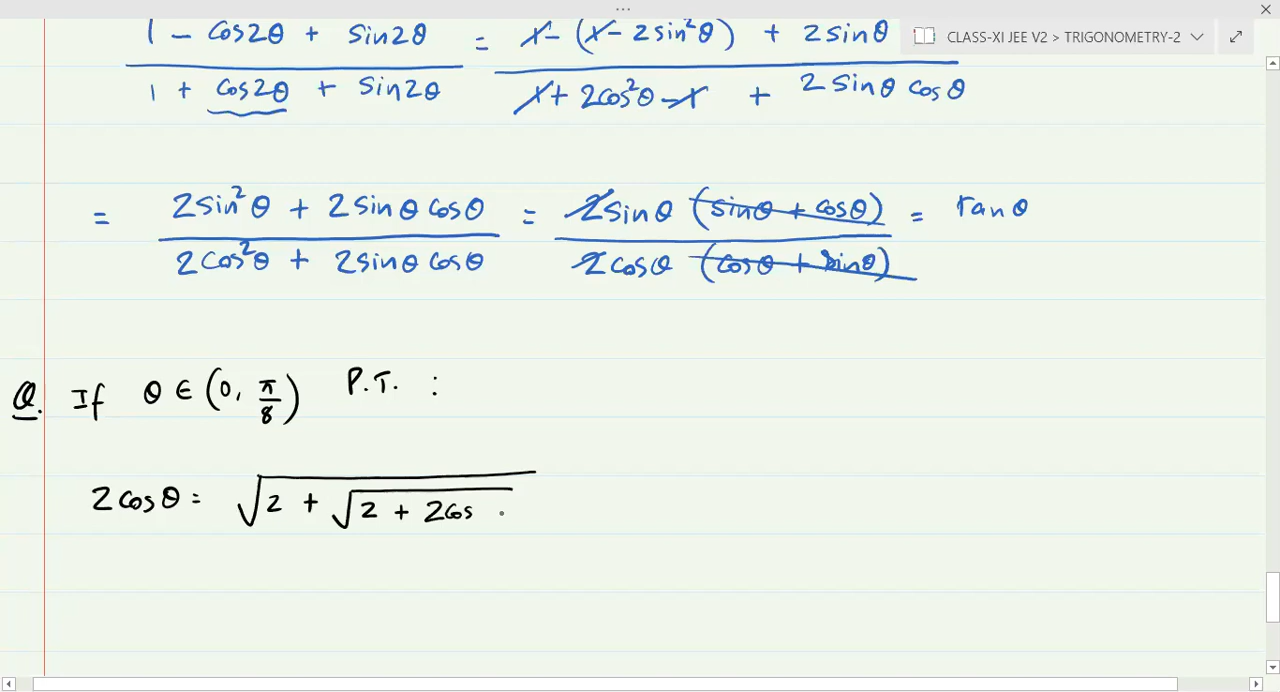 CLASS-XI JEE V2 > TRIGONOMETRY-2
(1 - cos2θ + sin2θ)/(1 + cos2θ + sin2θ) = (1 - (1 - 2sin²θ) + 2sinθ)/(1 + 2cos²θ - 1 + 2sinθ cosθ)
= (2sin²θ + 2sinθ cosθ)/(2cos²θ + 2sinθ cosθ) = (2sinθ (sinθ + cosθ))/(2cosθ (cosθ + sinθ)) = tanθ
Q. If θ ∈ (0, π/8) P.T. :
2cosθ = √(2 + √(2 + 2cos